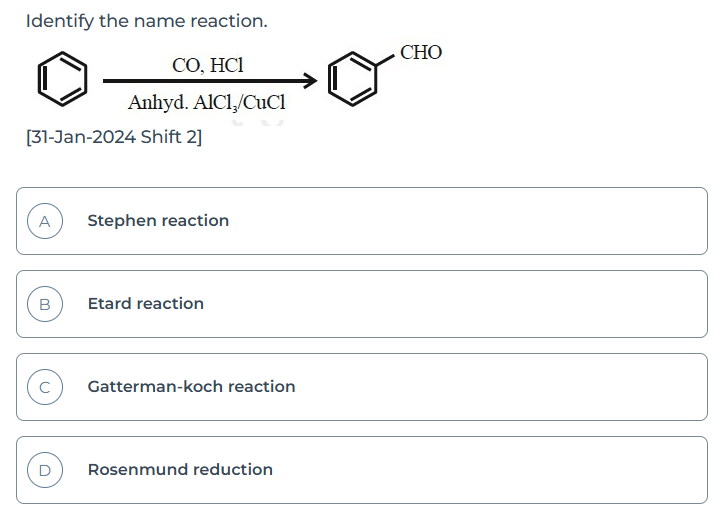 Identify the name reaction.
CO, HCl
CHO
Anhyd. AlCl₃/CuCl
[31-Jan-2024 Shift 2]
A Stephen reaction
B Etard reaction
C Gatterman-koch reaction
D Rosenmund reduction